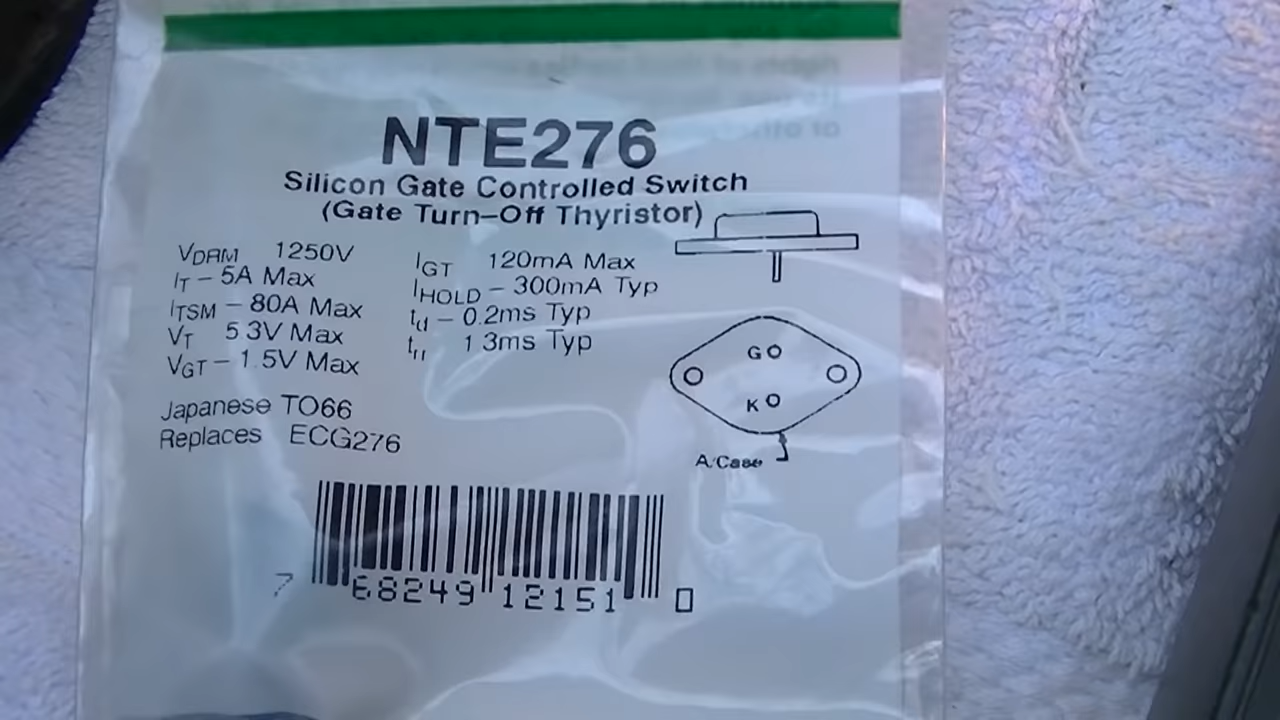 NTE276
Silicon Gate Controlled Switch
(Gate Turn-Off Thyristor)
VDRM 1250V
IT - 5A Max
ITSM - 80A Max
VT 5 3V Max
VGT - 1.5V Max
IGT 120mA Max
IHOLD - 300mA Typ
td - 0.2ms Typ
1 3ms Typ
Japanese TO66
Replaces ECG276
G
K
A/Case
7 68249 12151 0